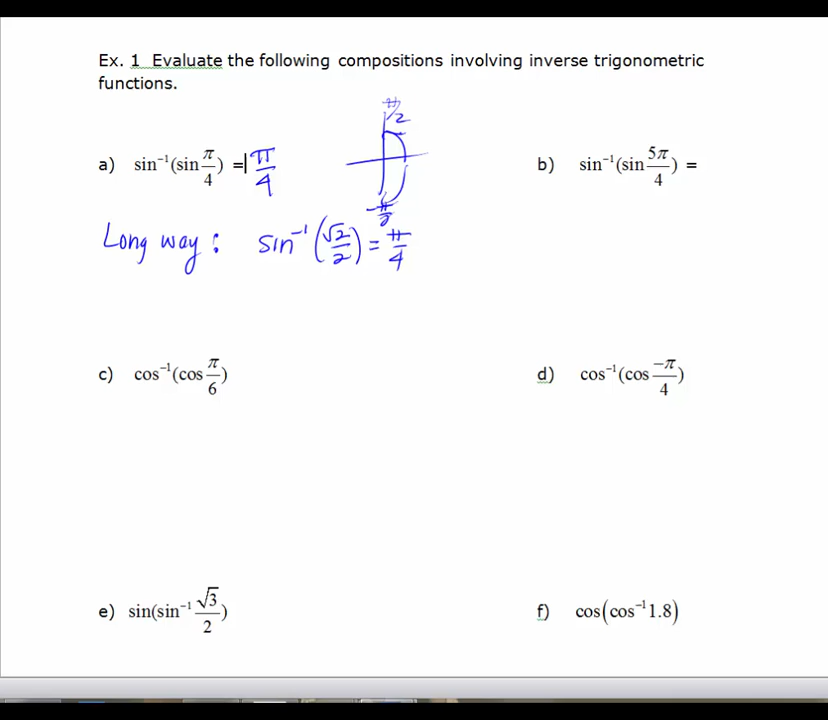 Ex. 1 Evaluate the following compositions involving inverse trigonometric
functions.
π/2
a) sin⁻¹(sin π/4) = π/4
b) sin⁻¹(sin 5π/4) =
-π/2
Long way : sin⁻¹(√2/2) = π/4
c) cos⁻¹(cos π/6)
d) cos⁻¹(cos -π/4)
e) sin(sin⁻¹ √3/2)
f) cos(cos⁻¹1.8)